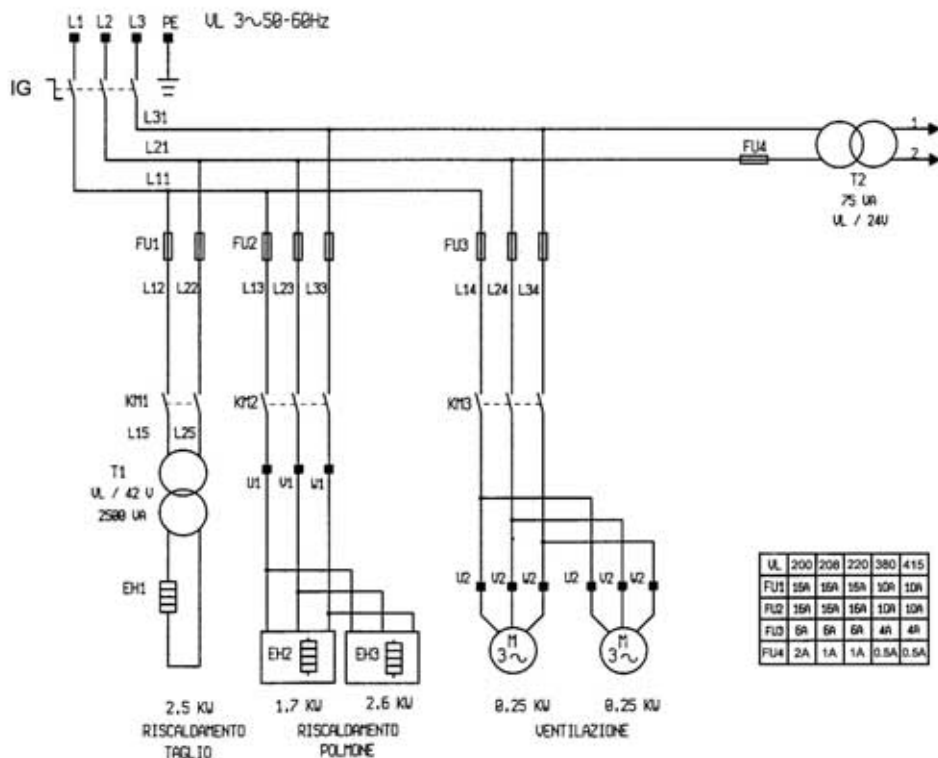 L1 L2 L3 PE VL 3~50-60Hz
IG
L31
L21
L11
FU4
1
2
T2
75 VA
VL / 24V
FU1 FU2 FU3
L12 L22 L13 L23 L33 L14 L24 L34
KM1 KM2 KM3
L15 L25
T1
VL / 42 V
2500 VA
U1 V1 W1
EH1
U2 V2 W2 U2 V2 W2
M
3~
M
3~
EH2 EH3
2.5 KW 1.7 KW 2.6 KW 0.25 KW 0.25 KW
RISCALDAMENTO
TAGLIO
RISCALDAMENTO
POLMONE
VENTILAZIONE
VL 200 208 220 380 415
FU1 16A 16A 16A 10A 10A
FU2 16A 16A 16A 10A 10A
FU3 6A 6A 6A 4A 4A
FU4 2A 1A 1A 0.5A 0.5A